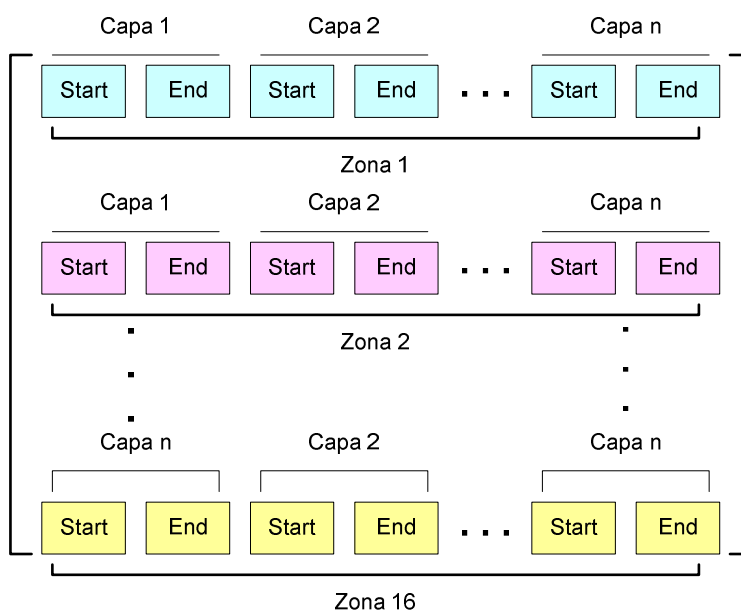 Capa 1 Capa 2 Capa n
Start End Start End . . . Start End
Zona 1
Capa 1 Capa 2 Capa n
Start End Start End . . . Start End
Zona 2
Capa n Capa 2 Capa n
Start End Start End . . . Start End
Zona 16